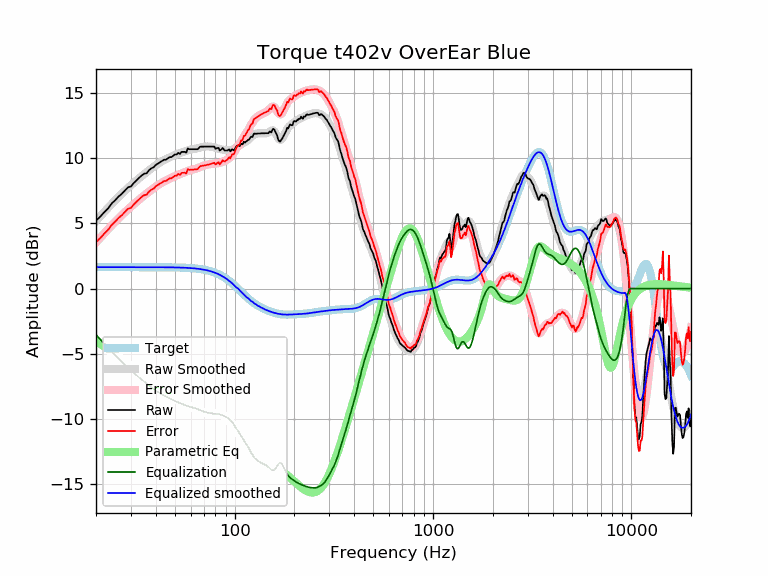 Torque t402v OverEar Blue
Amplitude (dBr)
15
10
5
0
−5
−10
−15
Target
Raw Smoothed
Error Smoothed
Raw
Error
Parametric Eq
Equalization
Equalized smoothed
100
1000
10000
Frequency (Hz)